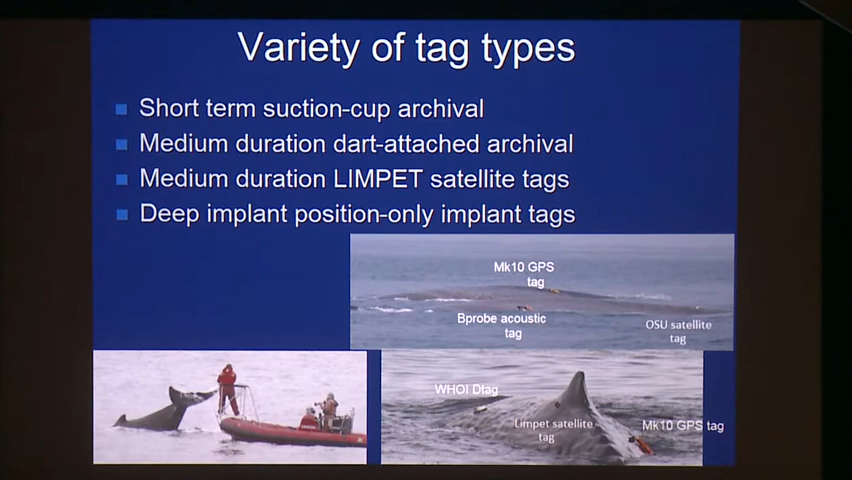 Variety of tag types
Short term suction-cup archival
Medium duration dart-attached archival
Medium duration LIMPET satellite tags
Deep implant position-only implant tags
Mk10 GPS
tag
Bprobe acoustic
tag
OSU satellite
tag
WHOI Dtag
Limpet satellite
tag
Mk10 GPS tag